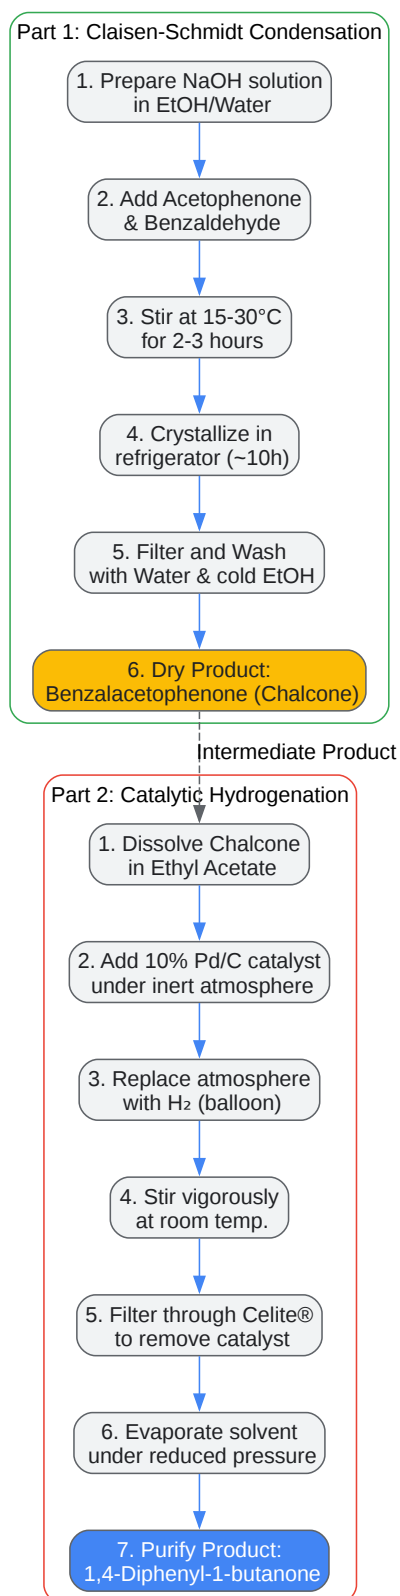 Part 1: Claisen-Schmidt Condensation
1. Prepare NaOH solution
in EtOH/Water
2. Add Acetophenone
& Benzaldehyde
3. Stir at 15-30°C
for 2-3 hours
4. Crystallize in
refrigerator (~10h)
5. Filter and Wash
with Water & cold EtOH
6. Dry Product:
Benzalacetophenone (Chalcone)
Intermediate Product
Part 2: Catalytic Hydrogenation
1. Dissolve Chalcone
in Ethyl Acetate
2. Add 10% Pd/C catalyst
under inert atmosphere
3. Replace atmosphere
with H₂ (balloon)
4. Stir vigorously
at room temp.
5. Filter through Celite®
to remove catalyst
6. Evaporate solvent
under reduced pressure
7. Purify Product:
1,4-Diphenyl-1-butanone